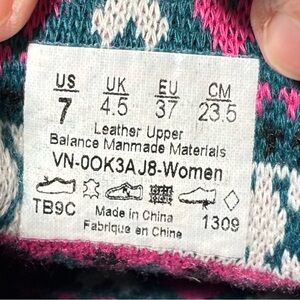 US UK EU CM
7 4.5 37 23.5
Leather Upper
Balance Manmade Materials
VN-0OK3AJ8-Women
TB9C Made in China 1309
Fabriqué en Chine